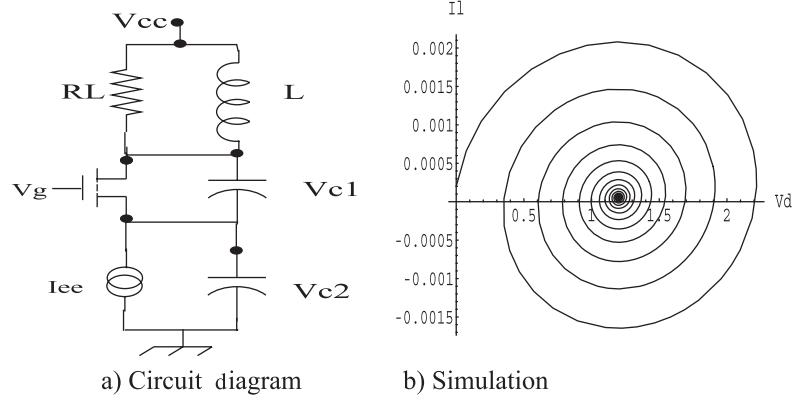 Vcc
RL
L
Vg
Vc1
Iee
Vc2
a) Circuit diagram
Il
0.002
0.0015
0.001
0.0005
0.5 1 1.5 2 Vd
-0.0005
-0.001
-0.0015
b) Simulation